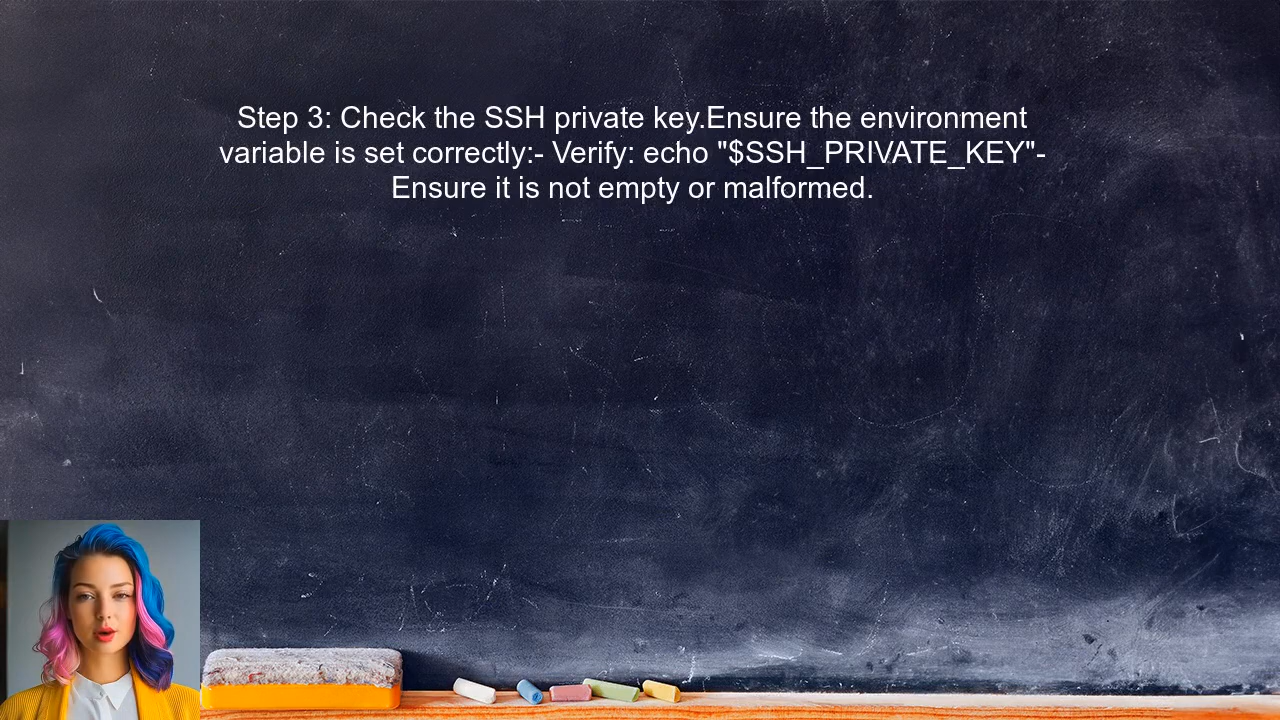 Step 3: Check the SSH private key.Ensure the environment
variable is set correctly:- Verify: echo "$SSH_PRIVATE_KEY"-
Ensure it is not empty or malformed.